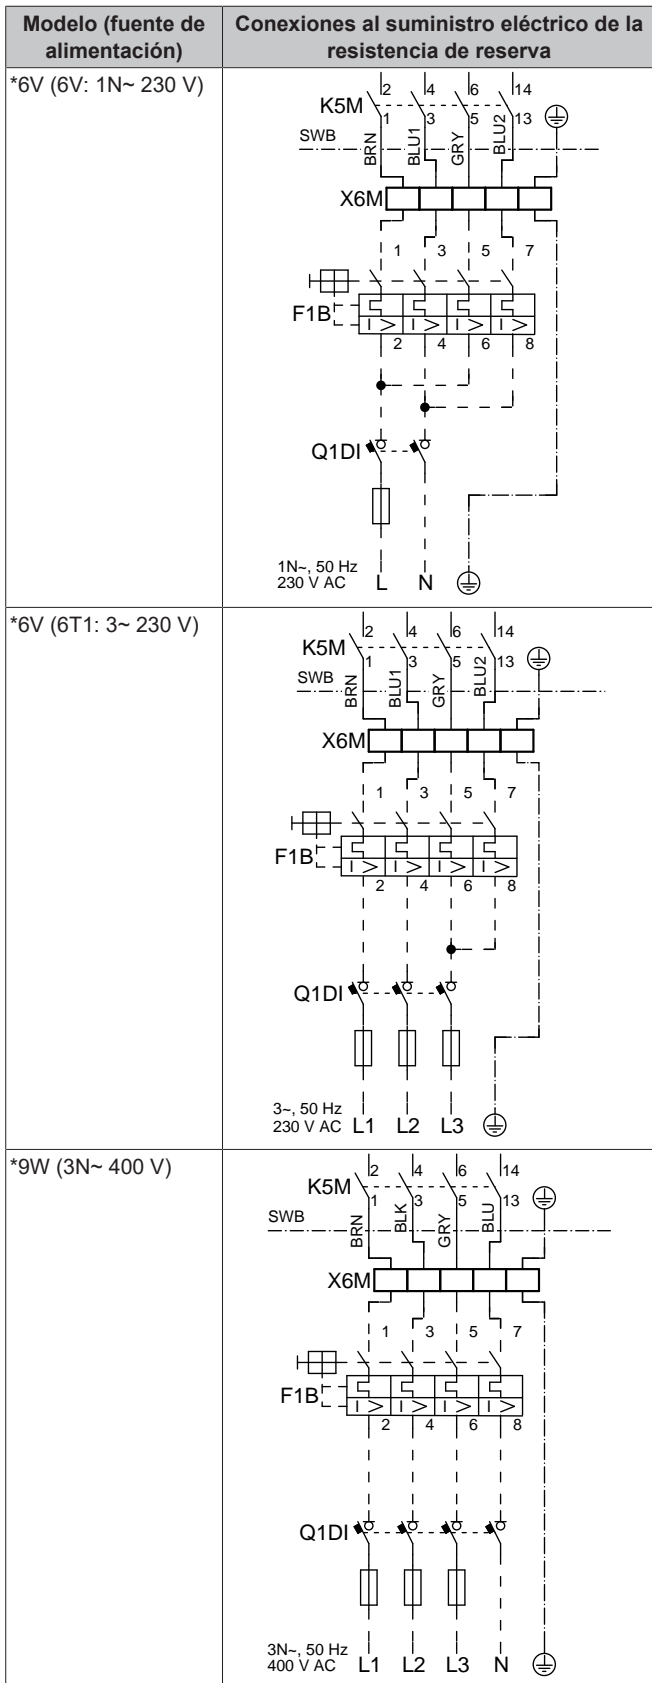 Modelo (fuente de alimentación)
Conexiones al suministro eléctrico de la resistencia de reserva
*6V (6V: 1N~ 230 V)
2 4 6 14
K5M
1 3 5 13
SWB
BRN BLU1 GRY BLU2
X6M
1 3 5 7
F1B
I > I > I > I >
2 4 6 8
Q1DI
1N~, 50 Hz
230 V AC
L N
*6V (6T1: 3~ 230 V)
2 4 6 14
K5M
1 3 5 13
SWB
BRN BLU1 GRY BLU2
X6M
1 3 5 7
F1B
I > I > I > I >
2 4 6 8
Q1DI
3~, 50 Hz
230 V AC
L1 L2 L3
*9W (3N~ 400 V)
2 4 6 14
K5M
1 3 5 13
SWB
BRN BLK GRY BLU
X6M
1 3 5 7
F1B
I > I > I > I >
2 4 6 8
Q1DI
3N~, 50 Hz
400 V AC
L1 L2 L3 N